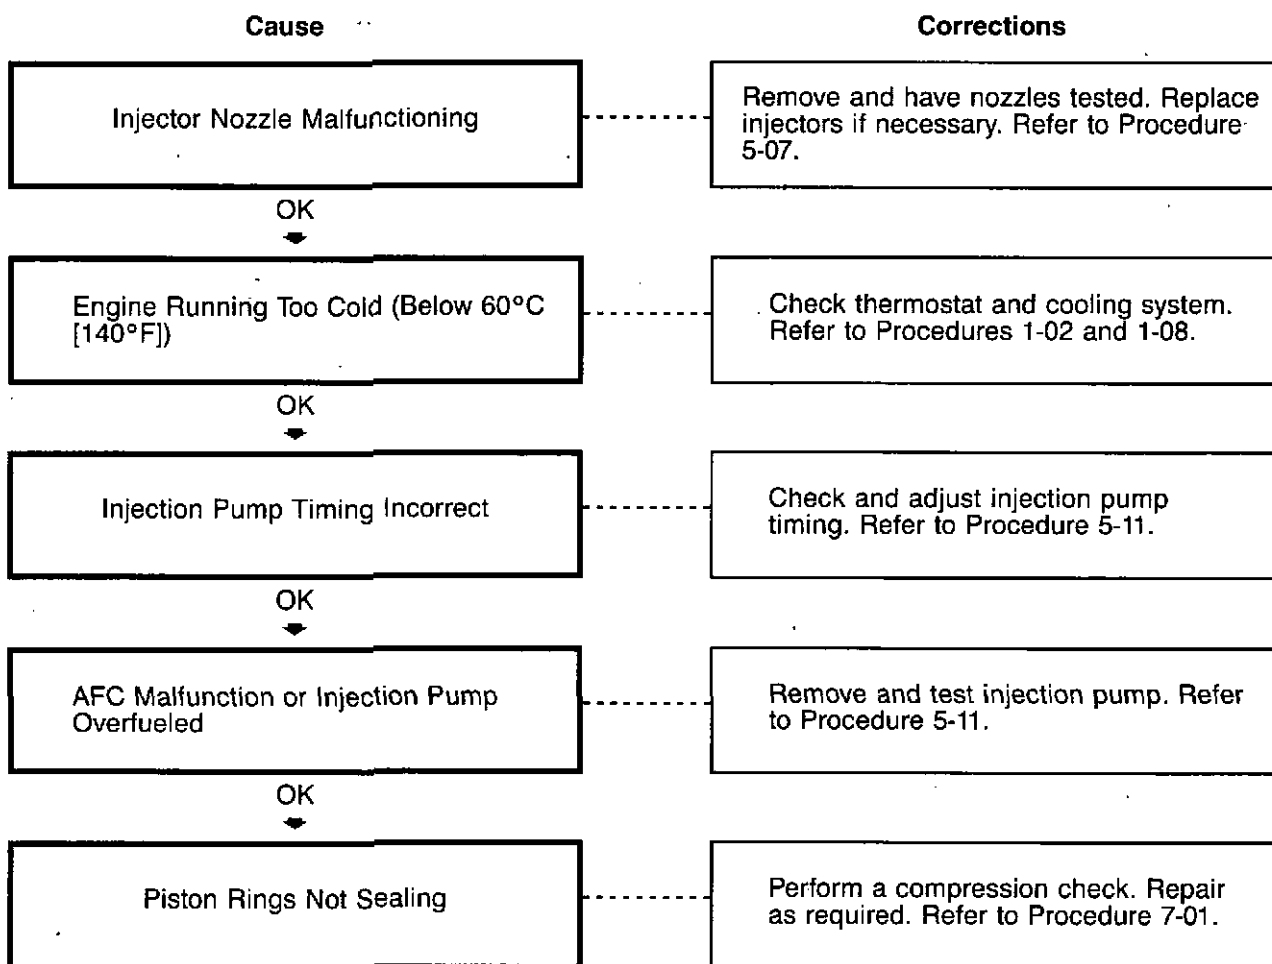 Cause
Corrections
Injector Nozzle Malfunctioning
Remove and have nozzles tested. Replace
injectors if necessary. Refer to Procedure
5-07.
OK
Engine Running Too Cold (Below 60°C
[140°F])
Check thermostat and cooling system.
Refer to Procedures 1-02 and 1-08.
OK
Injection Pump Timing Incorrect
Check and adjust injection pump
timing. Refer to Procedure 5-11.
OK
AFC Malfunction or Injection Pump
Overfueled
Remove and test injection pump. Refer
to Procedure 5-11.
OK
Piston Rings Not Sealing
Perform a compression check. Repair
as required. Refer to Procedure 7-01.